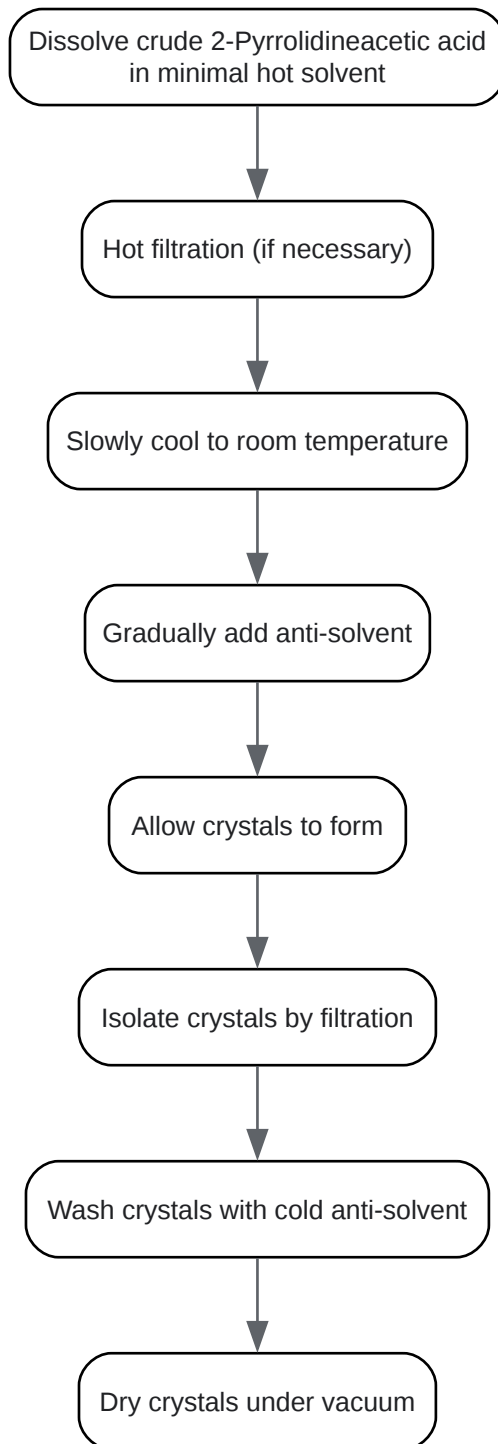 Dissolve crude 2-Pyrrolidineacetic acid
in minimal hot solvent
Hot filtration (if necessary)
Slowly cool to room temperature
Gradually add anti-solvent
Allow crystals to form
Isolate crystals by filtration
Wash crystals with cold anti-solvent
Dry crystals under vacuum